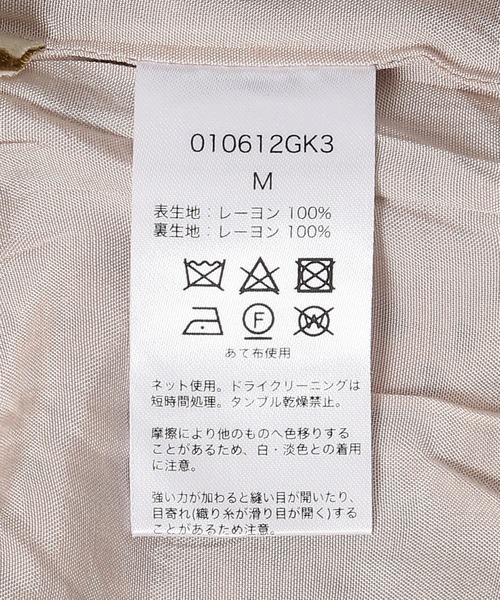 010612GK3
M
表生地：レーヨン 100%
裏生地：レーヨン 100%
F
W
あて布使用
ネット使用。ドライクリーニングは
短時間処理。タンブル乾燥禁止。
摩擦により他のものへ色移りする
ことがあるため、白・淡色との着用
に注意。
強い力が加わると縫い目が開いたり、
目寄れ(織り糸が滑り目が開く)する
ことがあるため注意。